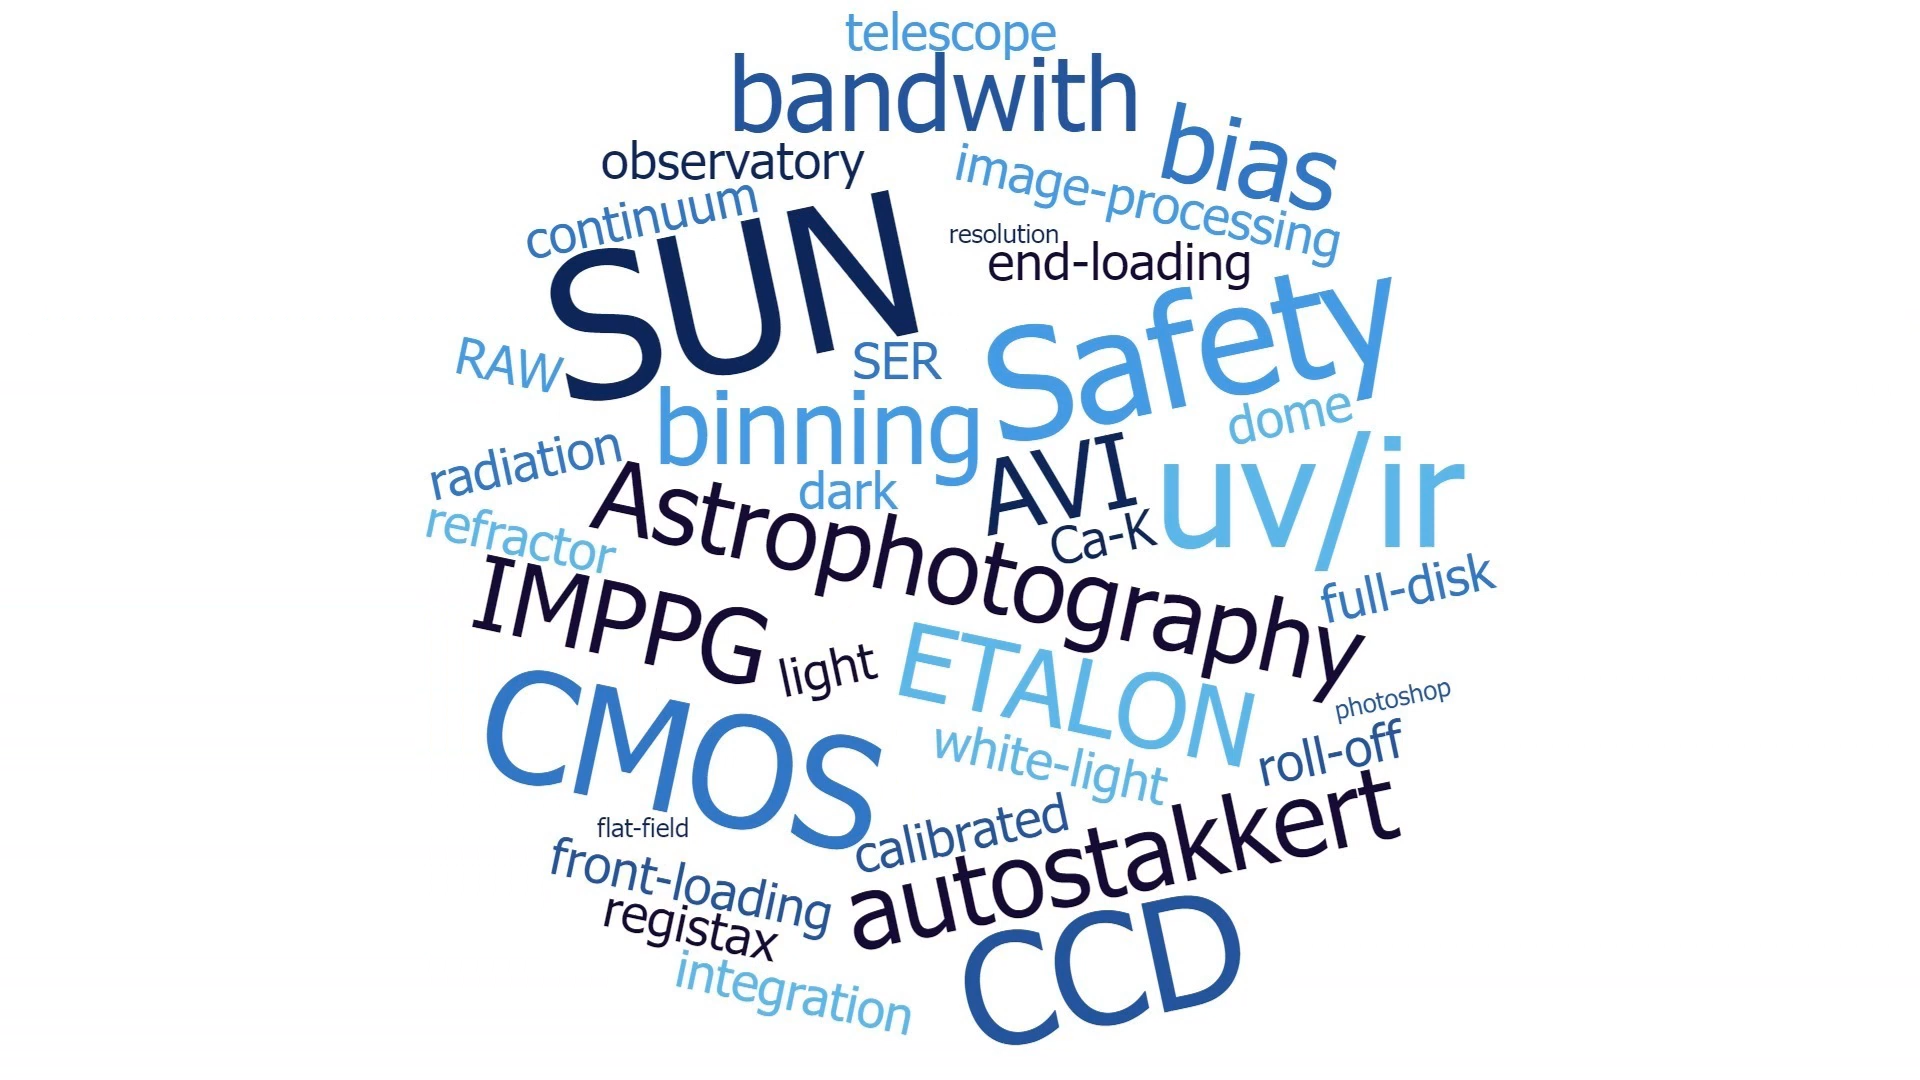 telescope
bandwith
bias
observatory
image-processing
continuum
SUN
resolution
end-loading
Safety
RAW
SER
binning
dome
radiation
dark
AVI
uv/ir
Astrophotography
Ca-K
refractor
full-disk
IMPPG
light
ETALON
CMOS
photoshop
white-light
roll-off
flat-field
calibrated
autostakkert
front-loading
registax
CCD
integration